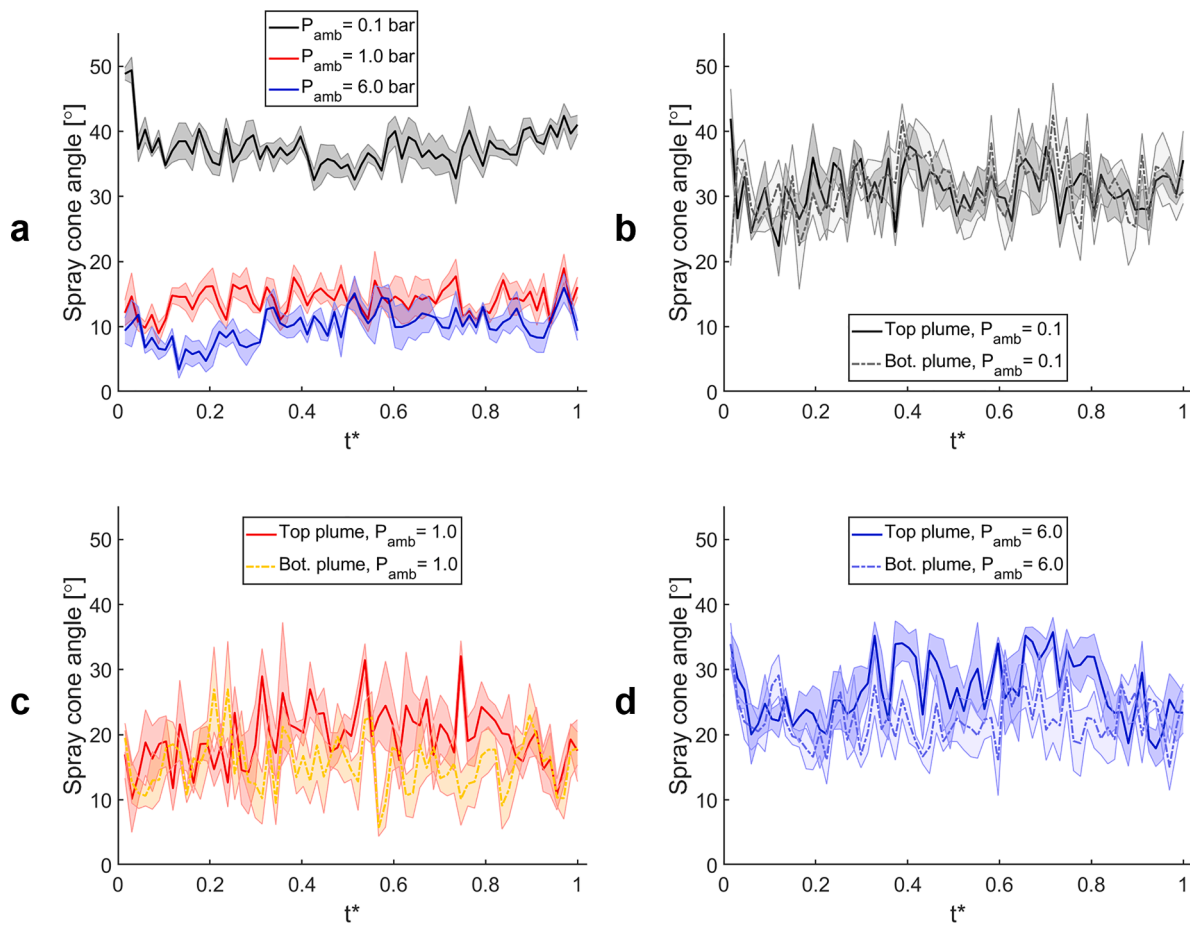 a
P_amb = 0.1 bar
P_amb = 1.0 bar
P_amb = 6.0 bar
Spray cone angle [°]
50
40
30
20
10
0
0 0.2 0.4 0.6 0.8 1
t*
b
Spray cone angle [°]
50
40
30
20
10
0
Top plume, P_amb = 0.1
Bot. plume, P_amb = 0.1
0 0.2 0.4 0.6 0.8 1
t*
c
Top plume, P_amb = 1.0
Bot. plume, P_amb = 1.0
Spray cone angle [°]
50
40
30
20
10
0
0 0.2 0.4 0.6 0.8 1
t*
d
Top plume, P_amb = 6.0
Bot. plume, P_amb = 6.0
Spray cone angle [°]
50
40
30
20
10
0
0 0.2 0.4 0.6 0.8 1
t*